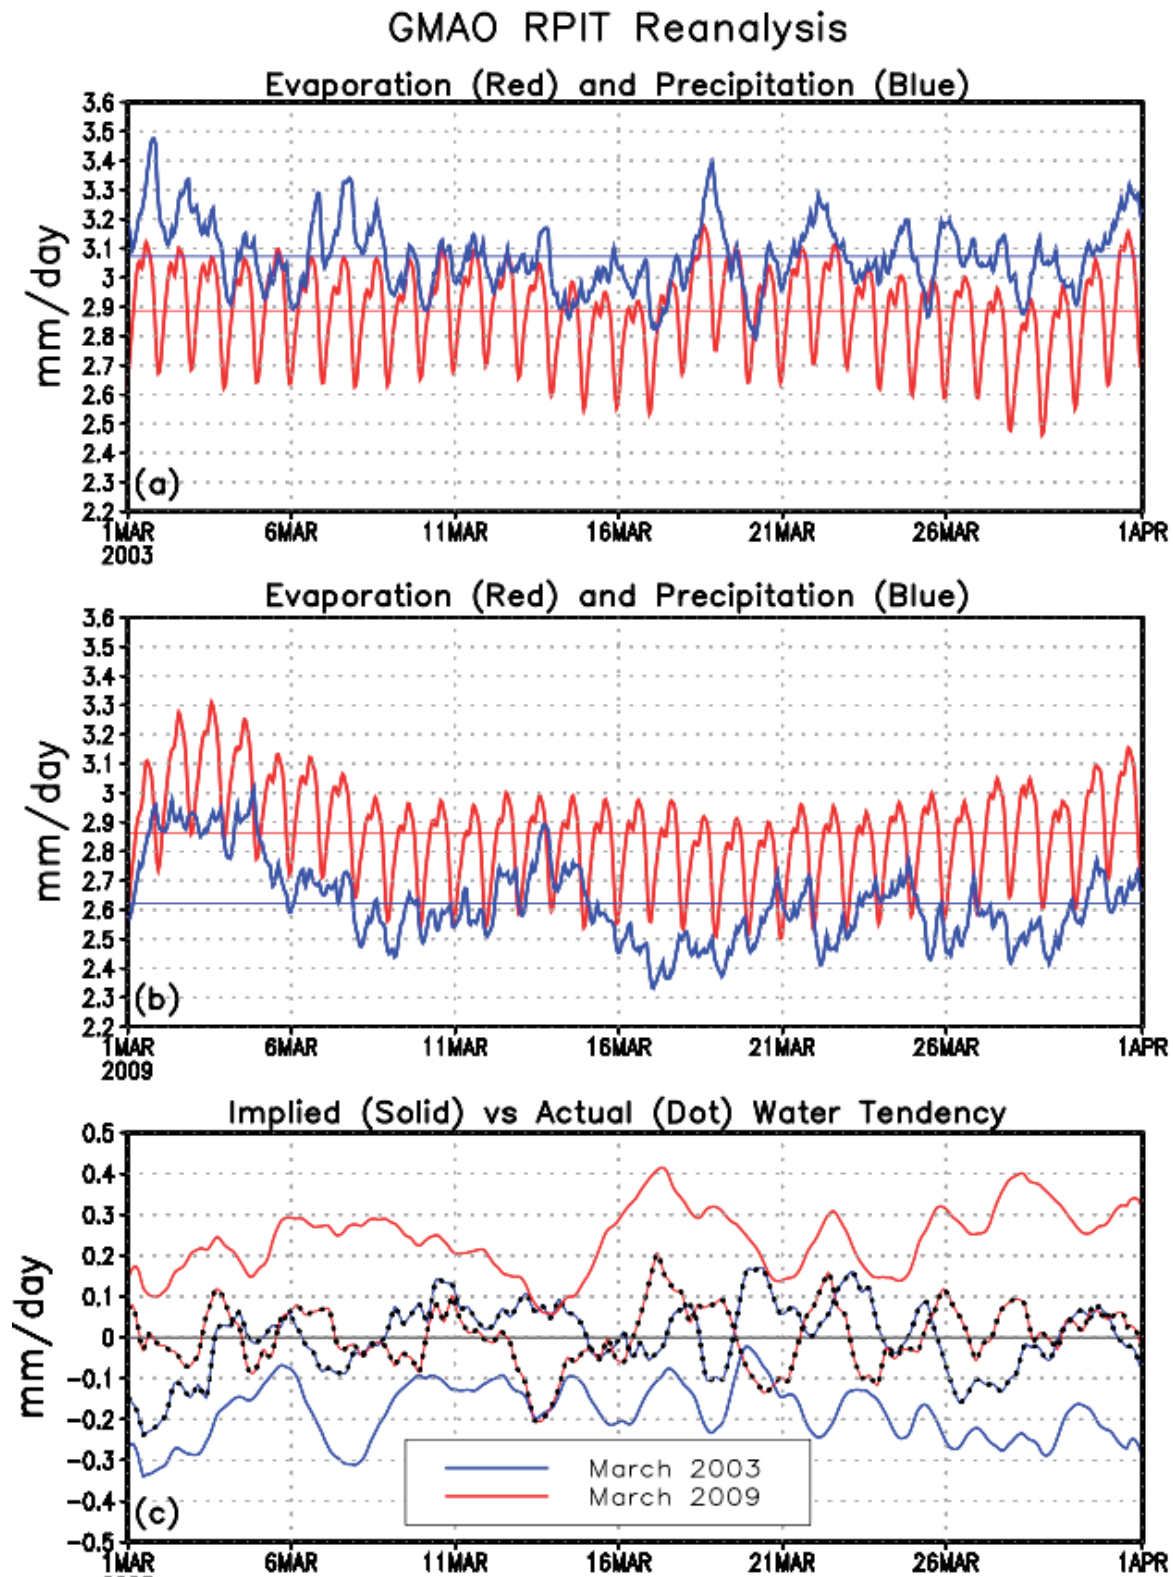 GMAO RPIT Reanalysis
Evaporation (Red) and Precipitation (Blue)
3.6
3.5
3.4
3.3
3.2
3.1
3
2.9
2.8
2.7
2.6
2.5
2.4
2.3
2.2
mm/day
(a)
1MAR 6MAR 11MAR 16MAR 21MAR 26MAR 1APR
2003
Evaporation (Red) and Precipitation (Blue)
3.6
3.5
3.4
3.3
3.2
3.1
3
2.9
2.8
2.7
2.6
2.5
2.4
2.3
2.2
mm/day
(b)
1MAR 6MAR 11MAR 16MAR 21MAR 26MAR 1APR
2009
Implied (Solid) vs Actual (Dot) Water Tendency
0.5
0.4
0.3
0.2
0.1
0
-0.1
-0.2
-0.3
-0.4
-0.5
mm/day
March 2003
March 2009
(c)
1MAR 6MAR 11MAR 16MAR 21MAR 26MAR 1APR